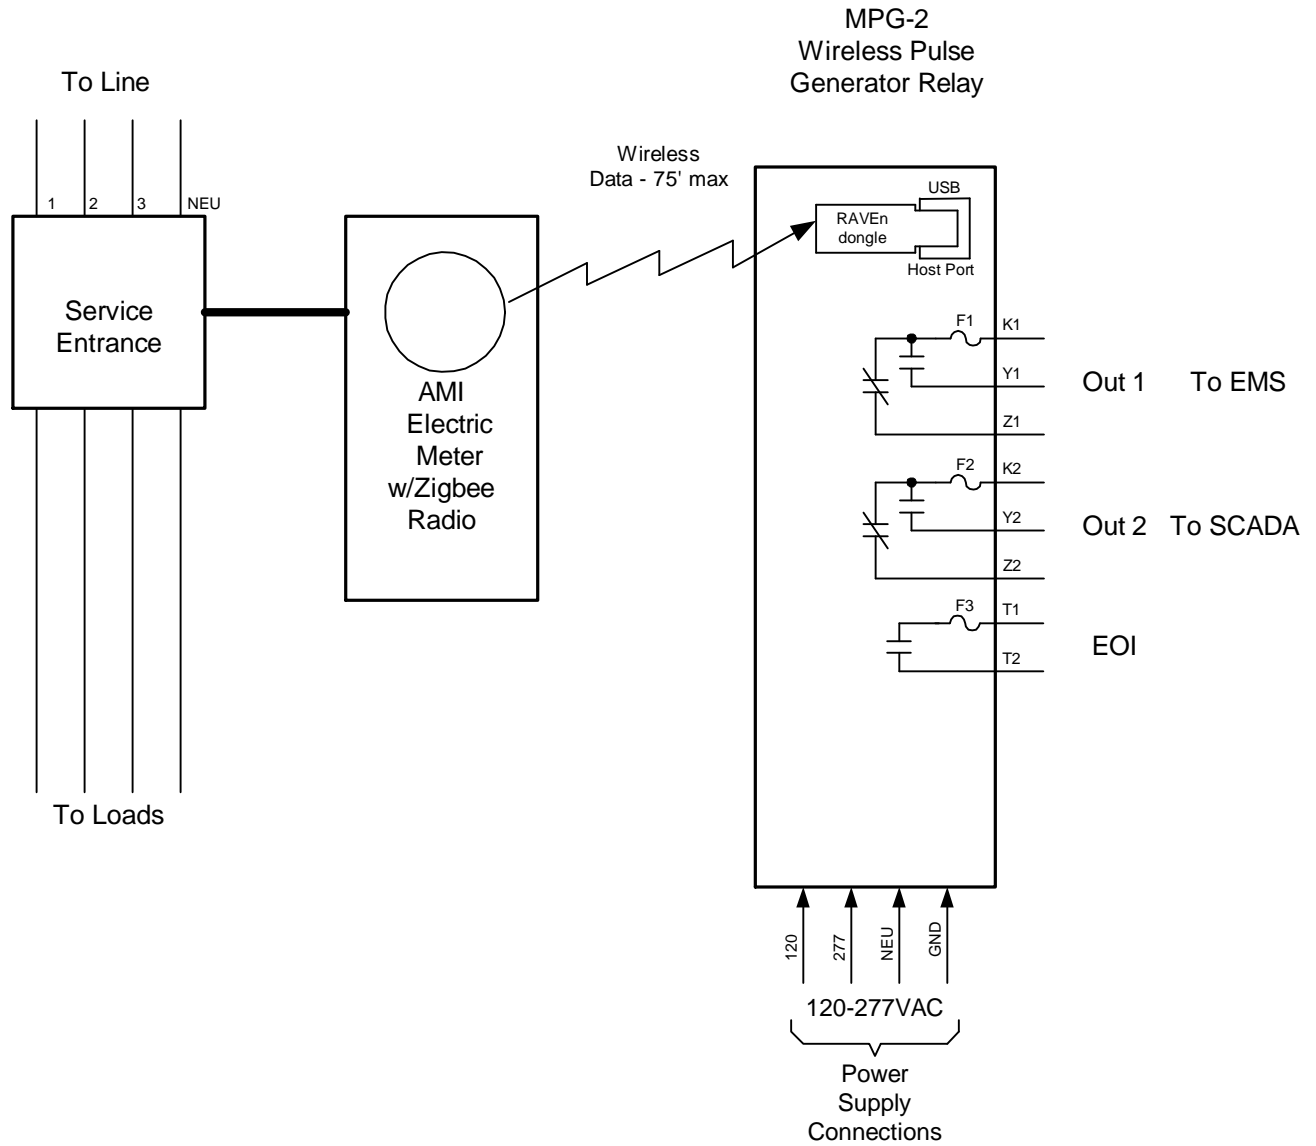 MPG-2
Wireless Pulse
Generator Relay
To Line
Wireless
Data - 75' max
1 2 3 NEU
USB
RAVEn
dongle
Host Port
Service
Entrance
AMI
Electric
Meter
w/Zigbee
Radio
F1 K1
Y1
Out 1 To EMS
Z1
F2 K2
Y2
Out 2 To SCADA
Z2
F3 T1
EOI
T2
To Loads
120 277 NEU GND
120-277VAC
Power
Supply
Connections